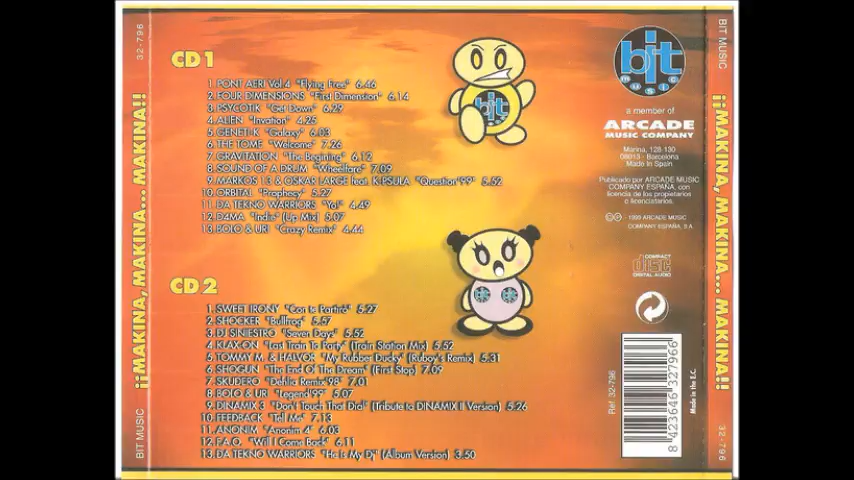 32-796
BIT MUSIC
¡¡MAKINA, MAKINA... MAKINA!!
CD 1
1. PONT AERI Vol.4 "Flying Free" 6.46
2. FOUR DIMENSIONS "First Dimension" 6.14
3. PSYCOTIK "Get Down" 6.29
4. ALIEN "Invation" 4.25
5. GENETI-K "Galaxy" 6.03
6. THE TOME "Welcome" 7.26
7. GRAVITATION "The Begining" 6.12
8. SOUND OF A DRUM "Wheelfare" 7.09
9. MARKOS 13 & OSKAR LARGE feat. K-PSULA "Question'99" 5.52
10. ORBITAL "Prophecy" 5.27
11. DA TEKNO WARRIORS "Ya!" 4.49
12. D4MA "Indio" (Up Mix) 5.07
13. BOLO & URI "Crazy Remix" 4.44
CD 2
1. SWEET IRONY "Con te Partiró" 5.27
2. SHOCKER "Bullfrog" 5.57
3. DJ SINIESTRO "Seven Days" 5.52
4. KLAX-ON "Last Train To Party" (Train Station Mix) 5.52
5. TOMMY M. & HALVOR "My Rubber Ducky" (Ruboy's Remix) 5.31
6. SHOGUN "The End Of The Dream" (First Stop) 7.09
7. SKUDERO "Dehlia Remix'98" 7.01
8. BOLO & URI "Legend'99" 5.07
9. DINAMIX 3 "Don't Touch That Dial" (Tribute to DINAMIX II Version) 5:26
10. FEEDBACK "Tell Me" 7.13
11. ANONIM "Anonim 4" 6.03
12. F.A.O. "Will I Come Back" 6.11
13. DA TEKNO WARRIORS "He is My Dj" (Album Version) 3.50
bit
bit
music
a member of
ARCADE
MUSIC COMPANY
Marina, 128-130
08013 - Barcelona
Made In Spain
Publicado por ARCADE MUSIC
COMPANY ESPAÑA, con
licencia de los propietarios
o licenciatarios.
℗© - 1999 ARCADE MUSIC
COMPANY ESPAÑA, S.A.
COMPACT
disc
DIGITAL AUDIO
Ref. 32-796
8 423646 327966
Made in the E.C.
BIT MUSIC
¡¡MAKINA, MAKINA... MAKINA!!
32-796